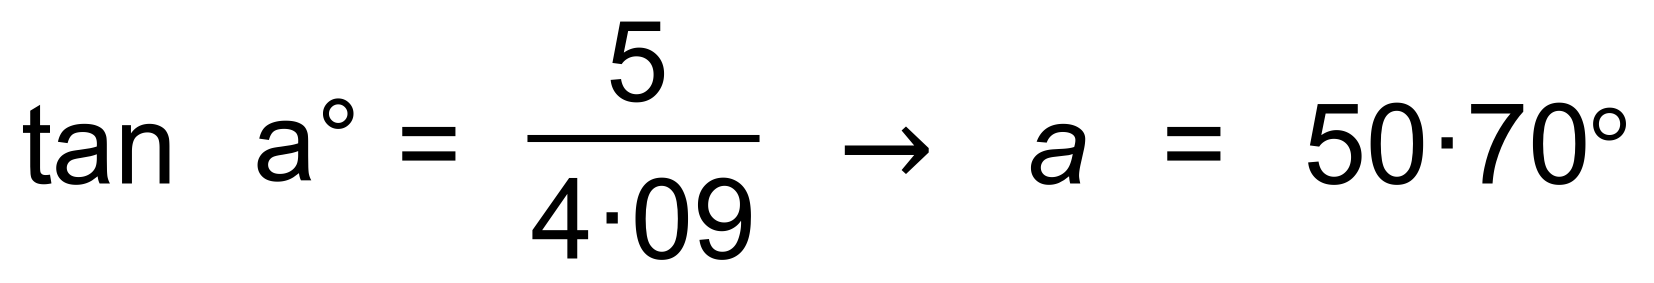 tan a° = 5/4·09 → a = 50·70°